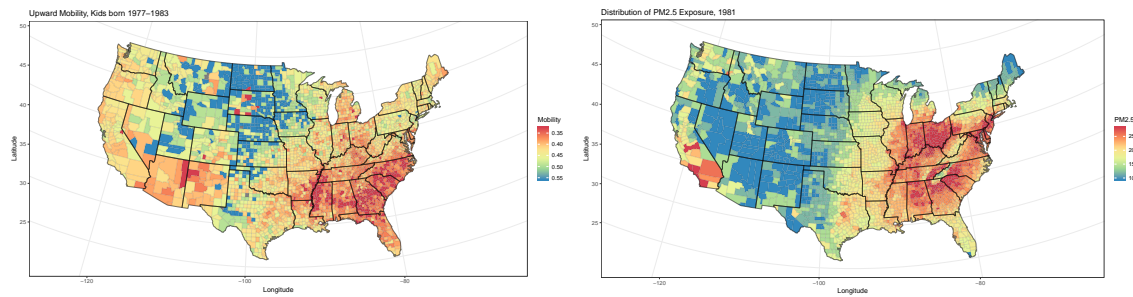 Upward Mobility, Kids born 1977–1983
50
45
40
35
30
25
Latitude
−120
−100
−80
Longitude
Mobility
0.35
0.40
0.45
0.50
0.55
Distribution of PM2.5 Exposure, 1981
50
45
40
35
30
25
Latitude
−120
−100
−80
Longitude
PM2.5